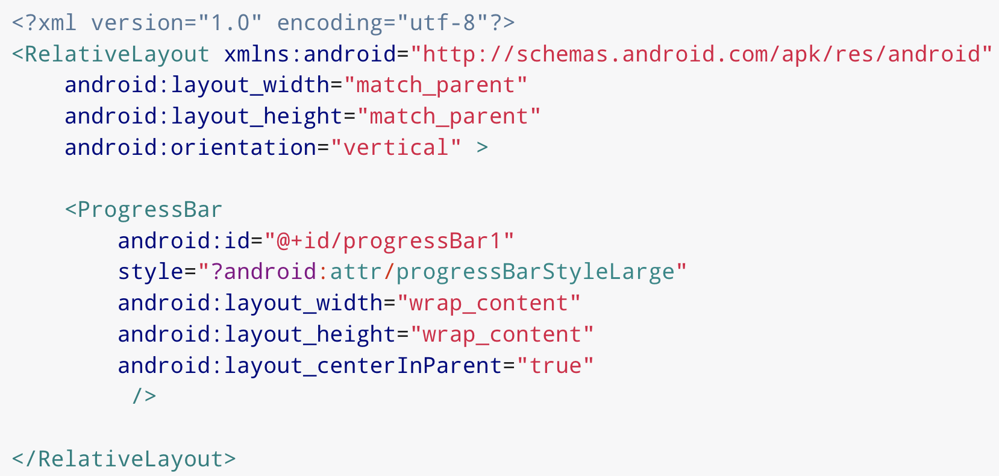 <?xml version="1.0" encoding="utf-8"?>
<RelativeLayout xmlns:android="http://schemas.android.com/apk/res/android"
    android:layout_width="match_parent"
    android:layout_height="match_parent"
    android:orientation="vertical" >

    <ProgressBar
        android:id="@+id/progressBar1"
        style="?android:attr/progressBarStyleLarge"
        android:layout_width="wrap_content"
        android:layout_height="wrap_content"
        android:layout_centerInParent="true"
         />

</RelativeLayout>